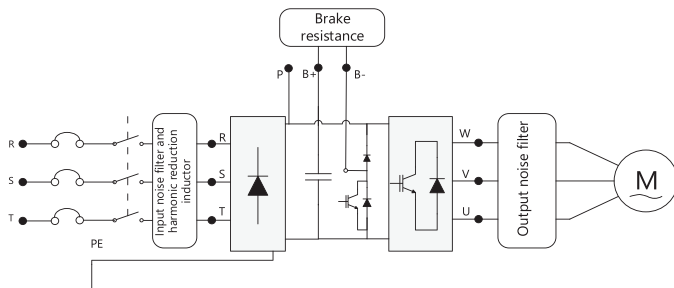 Brake
resistance
P
B+
B-
R
S
T
PE
Input noise filter and
harmonic reduction
inductor
R
S
T
W
V
U
Output noise filter
M